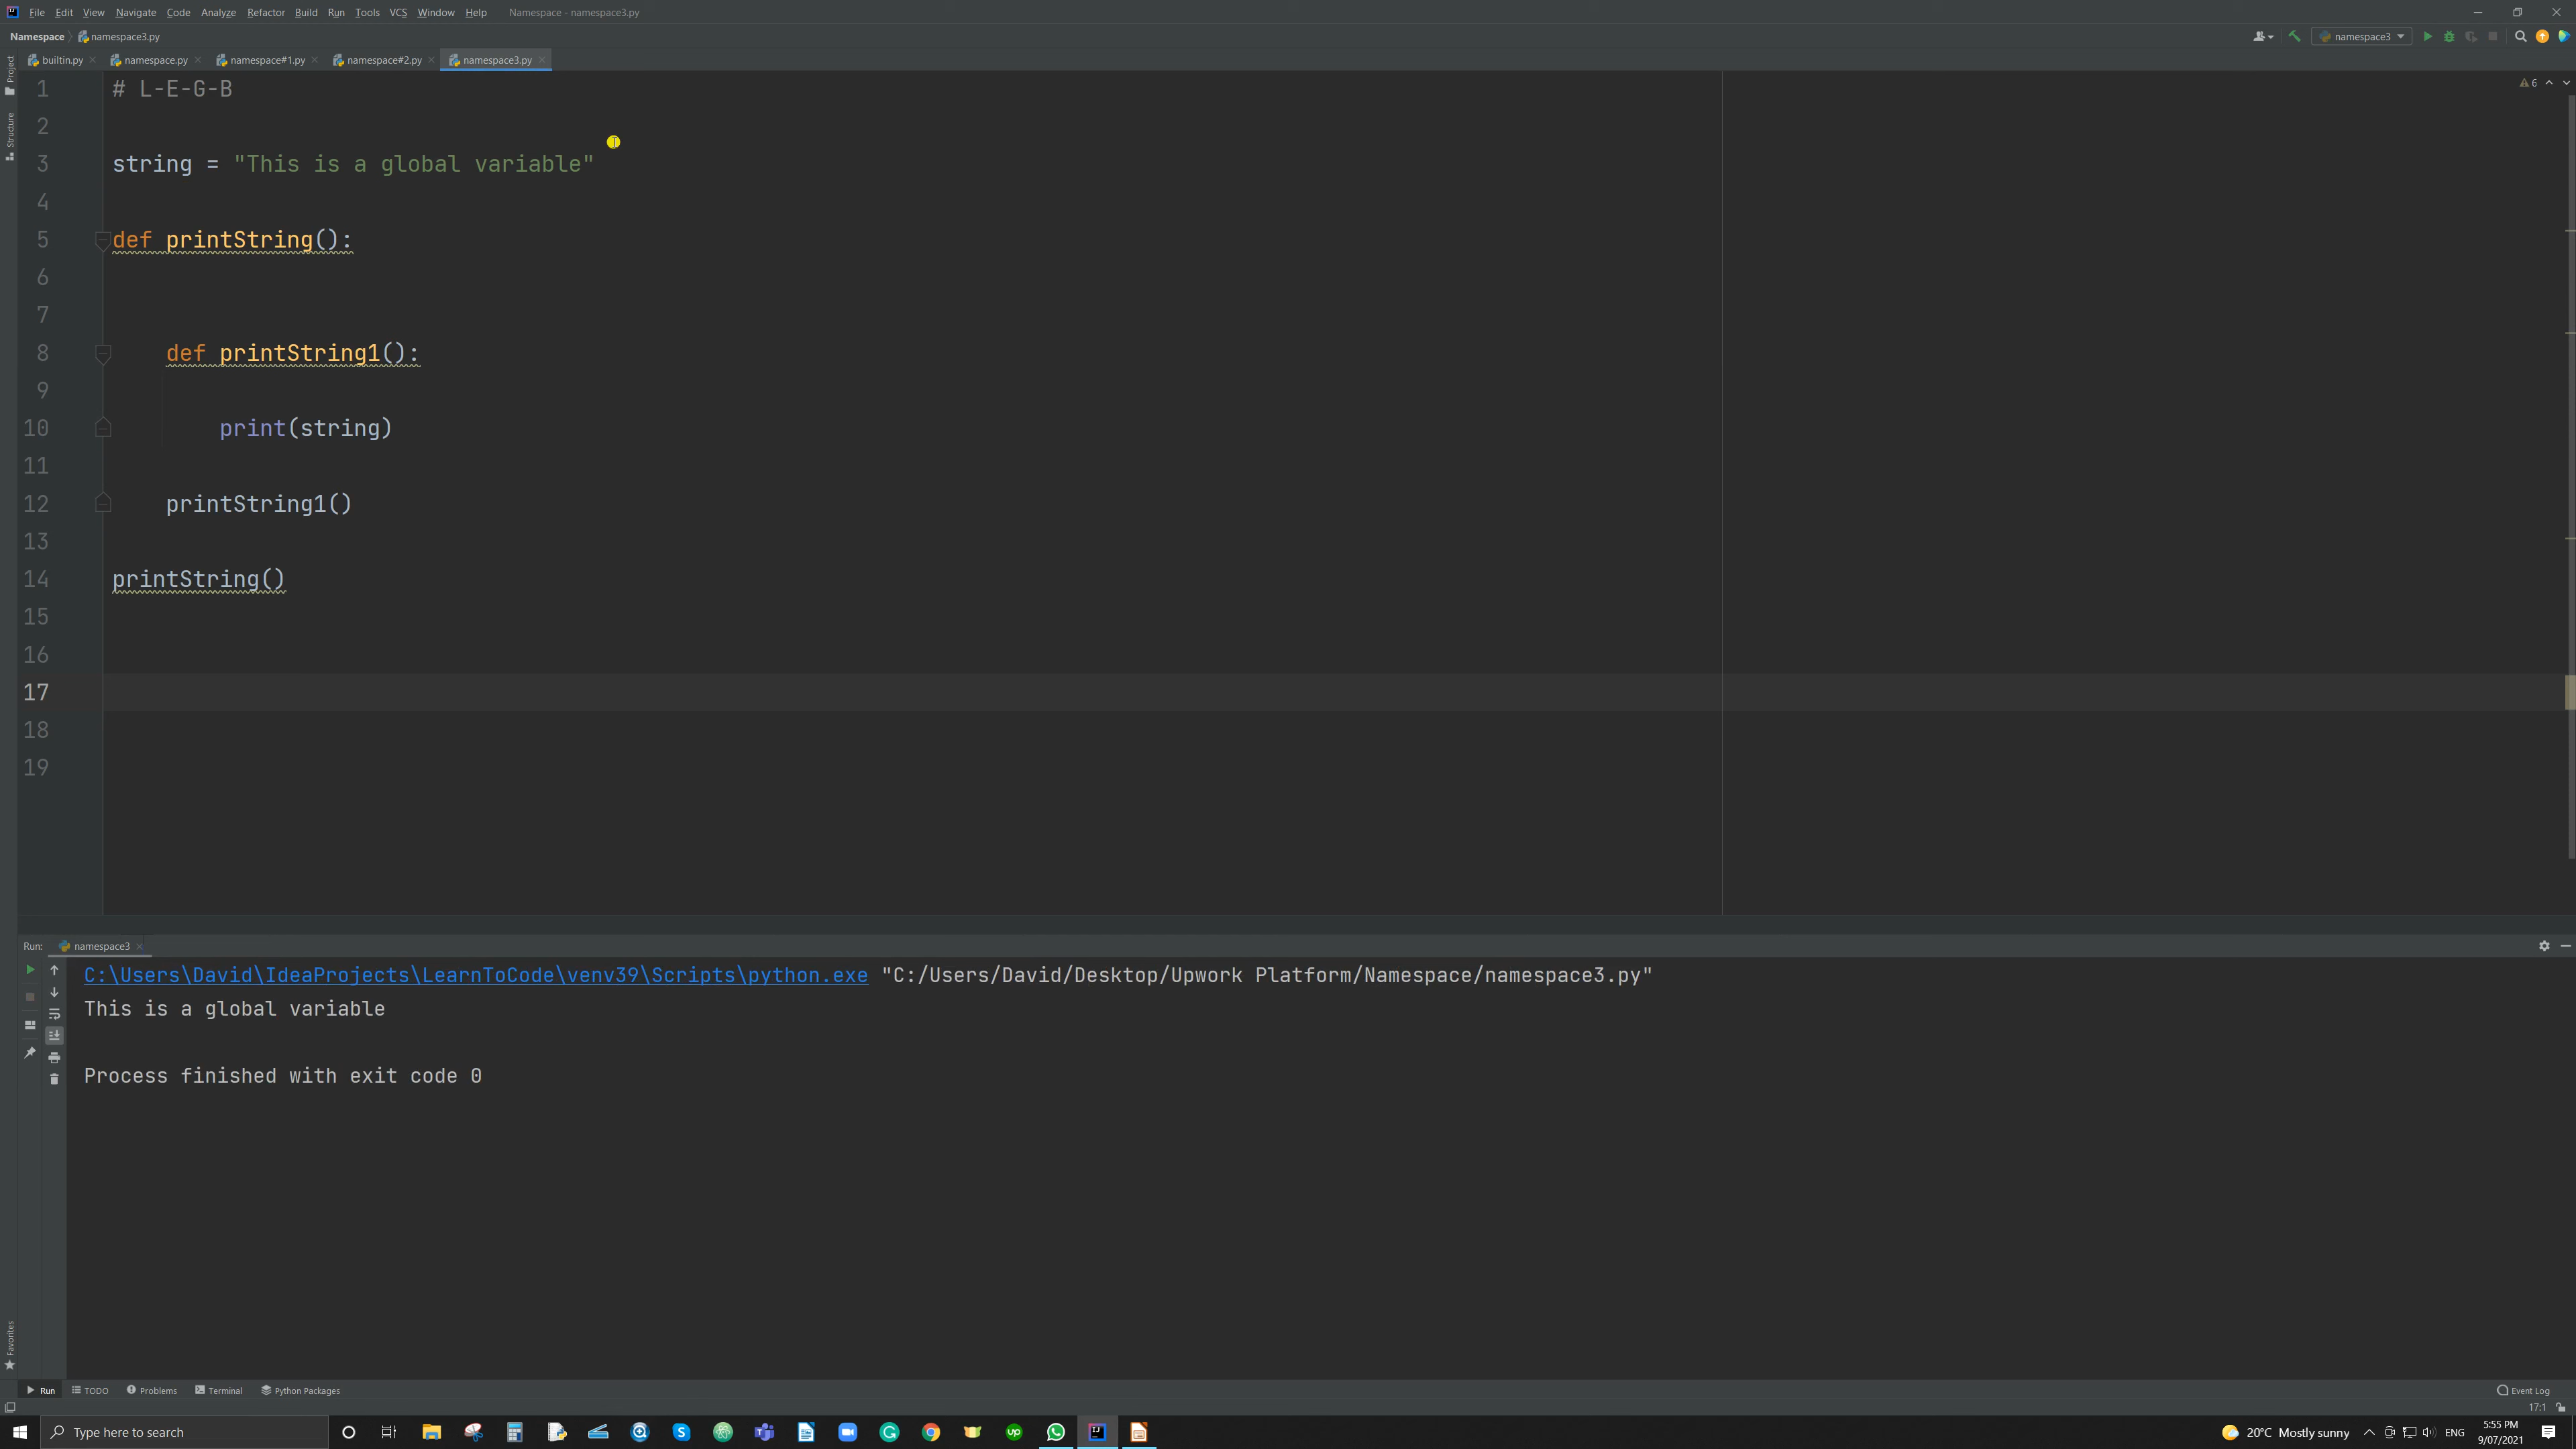 File Edit View Navigate Code Analyze Refactor Build Run Tools VCS Window Help Namespace - namespace3.py
Namespace namespace3.py
namespace3
builtin.py namespace.py namespace#1.py namespace#2.py namespace3.py
Project
Structure
6
1 # L-E-G-B
2
3 string = "This is a global variable"
4
5 def printString():
6
7
8 def printString1():
9
10 print(string)
11
12 printString1()
13
14 printString()
15
16
17
18
19
Run: namespace3
C:\Users\David\IdeaProjects\LearnToCode\venv39\Scripts\python.exe "C:/Users/David/Desktop/Upwork Platform/Namespace/namespace3.py"
This is a global variable
Process finished with exit code 0
Favorites
Run TODO Problems Terminal Python Packages Event Log
17:1
Type here to search
20°C Mostly sunny ENG
5:55 PM
9/07/2021